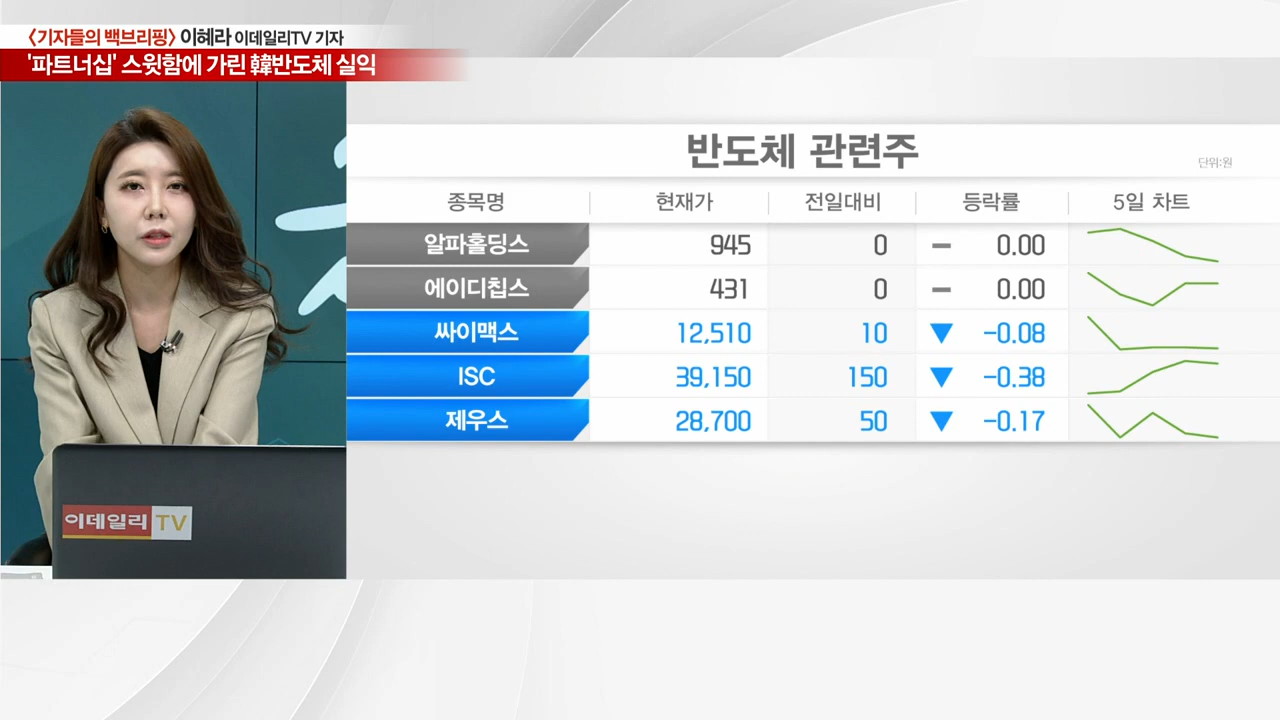 <기자들의 백브리핑> 이혜라 이데일리TV 기자
'파트너십' 스윗함에 가린 韓반도체 실익
반도체 관련주
단위:원
종목명 현재가 전일대비 등락률 5일 차트
알파홀딩스 945 0 – 0.00
에이디칩스 431 0 – 0.00
싸이맥스 12,510 10 ▼ -0.08
ISC 39,150 150 ▼ -0.38
제우스 28,700 50 ▼ -0.17
이데일리 TV